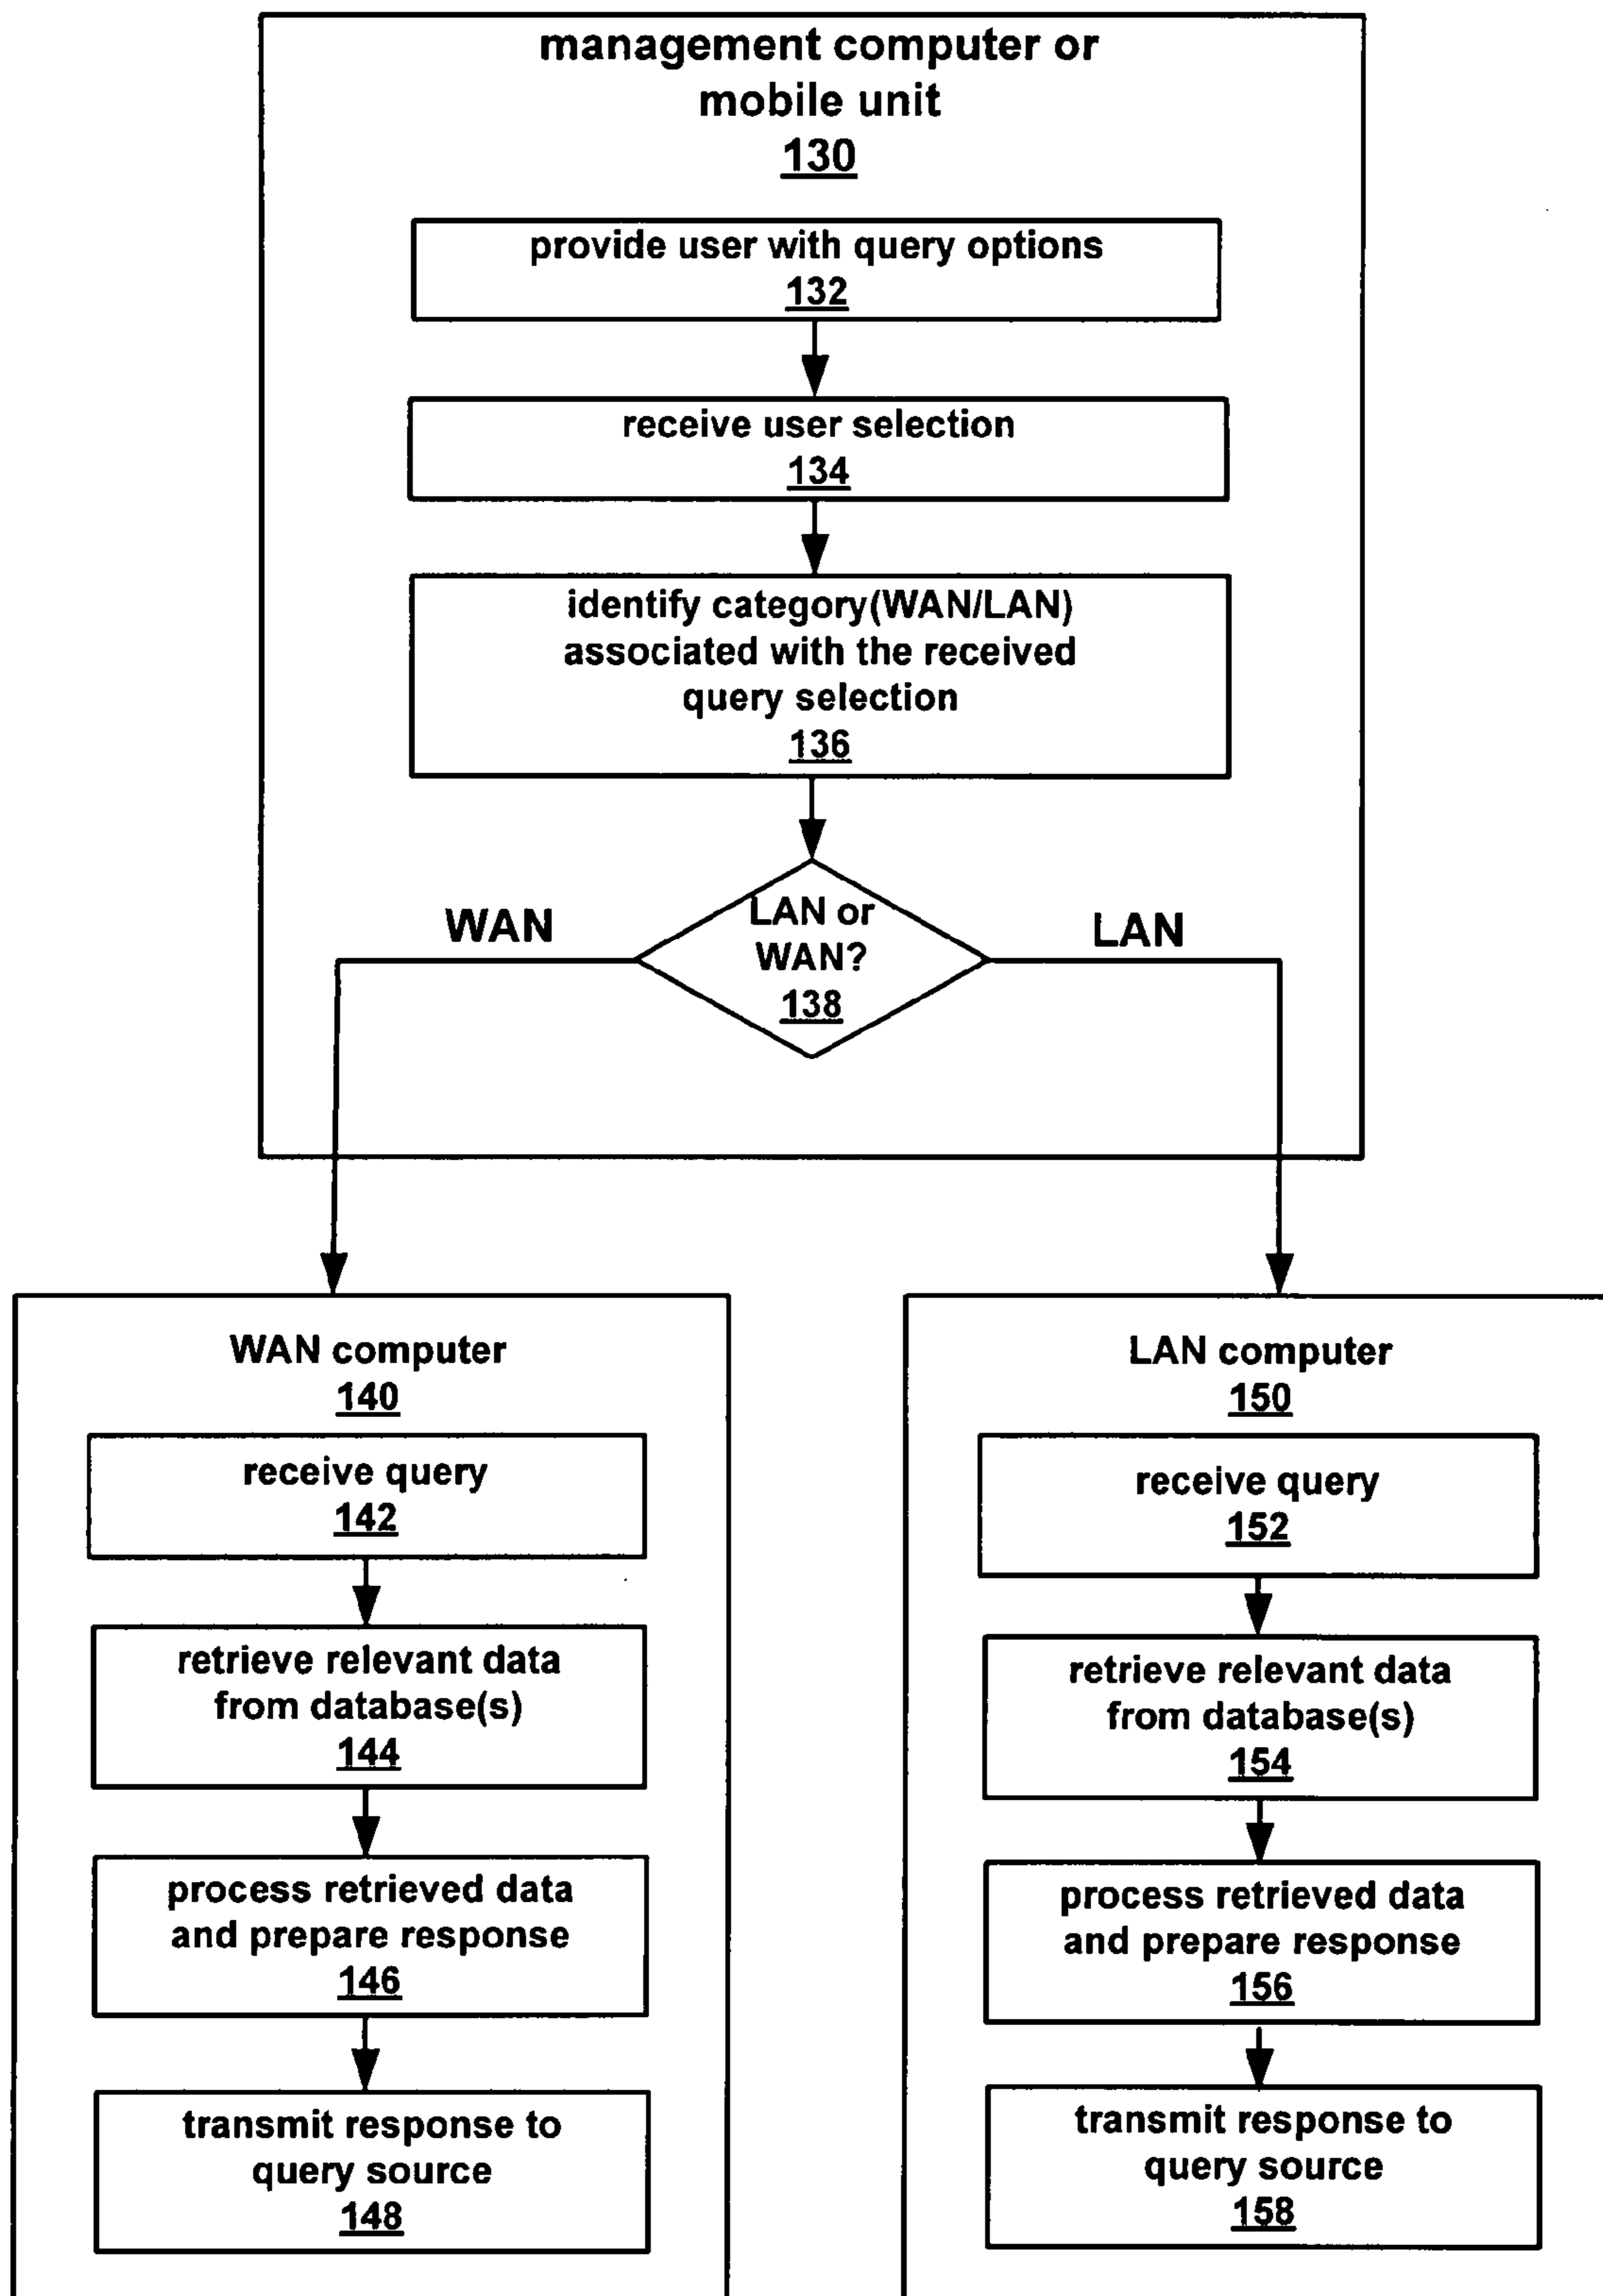 management computer or
mobile unit
130
provide user with query options
132
receive user selection
134
identify category(WAN/LAN)
associated with the received
query selection
136
WAN
LAN or
WAN?
138
LAN
WAN computer
140
receive query
142
retrieve relevant data
from database(s)
144
process retrieved data
and prepare response
146
transmit response to
query source
148
LAN computer
150
receive query
152
retrieve relevant data
from database(s)
154
process retrieved data
and prepare response
156
transmit response to
query source
158